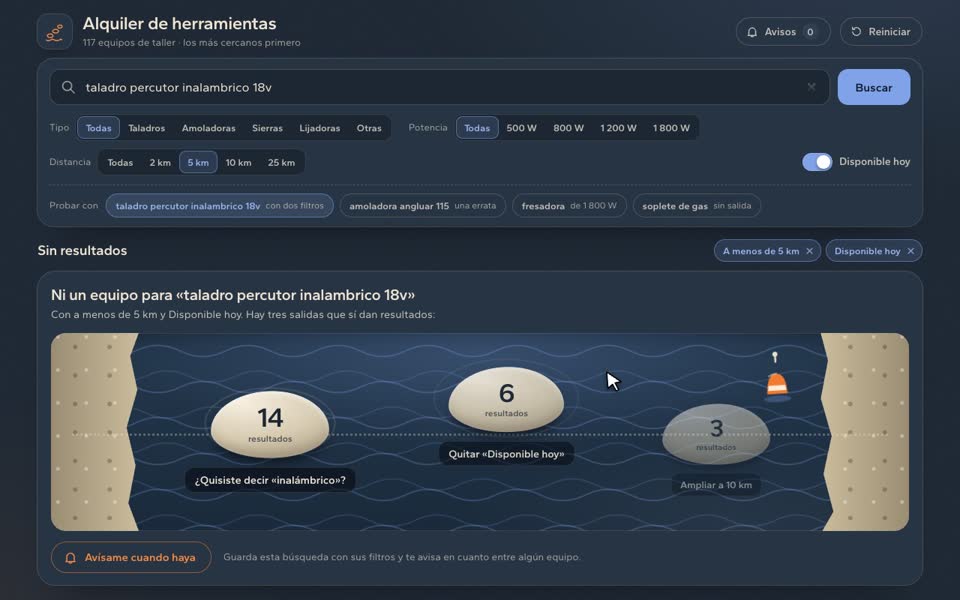 Alquiler de herramientas
117 equipos de taller · los más cercanos primero
Avisos 0
Reiniciar
taladro percutor inalambrico 18v
Buscar
Tipo Todas Taladros Amoladoras Sierras Lijadoras Otras
Potencia Todas 500 W 800 W 1 200 W 1 800 W
Distancia Todas 2 km 5 km 10 km 25 km
Disponible hoy
Probar con taladro percutor inalambrico 18v con dos filtros amoladora angluar 115 una errata fresadora de 1 800 W soplete de gas sin salida
Sin resultados
A menos de 5 km ×
Disponible hoy ×
Ni un equipo para «taladro percutor inalambrico 18v»
Con a menos de 5 km y Disponible hoy. Hay tres salidas que sí dan resultados:
14
resultados
¿Quisiste decir «inalámbrico»?
6
resultados
Quitar «Disponible hoy»
3
resultados
Ampliar a 10 km
Avísame cuando haya
Guarda esta búsqueda con sus filtros y te avisa en cuanto entre algún equipo.